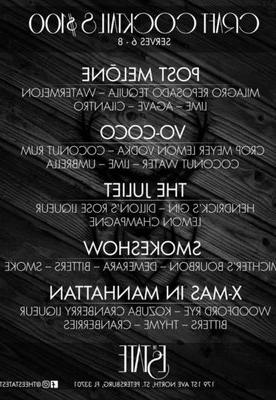 CRAFT COCKTAILS $100
SERVES 6 - 8
POST MELÖNE
MILAGRO REPOSADO TEQUILA – WATERMELON
LIME – AGAVE – CILANTRO
VO-COCO
CROP MEYER LEMON VODKA – COCONUT RUM
COCONUT WATER – LIME – UMBRELLA
THE JULIET
HENDRICK'S GIN – DILLON'S ROSE LIQUEUR
LEMON CHAMPAGNE
SMOKESHOW
MICHTER'S BOURBON – DEMERARA – BITTERS – SMOKE
X-MAS IN MANHATTAN
WOODFORD RYE – KOZUBA CRANBERRY LIQUEUR
BITTERS – THYME – CRANBERRIES
ESTATE
179 1ST AVE NORTH, ST. PETERSBURG, FL 33701
@THEESTATEST